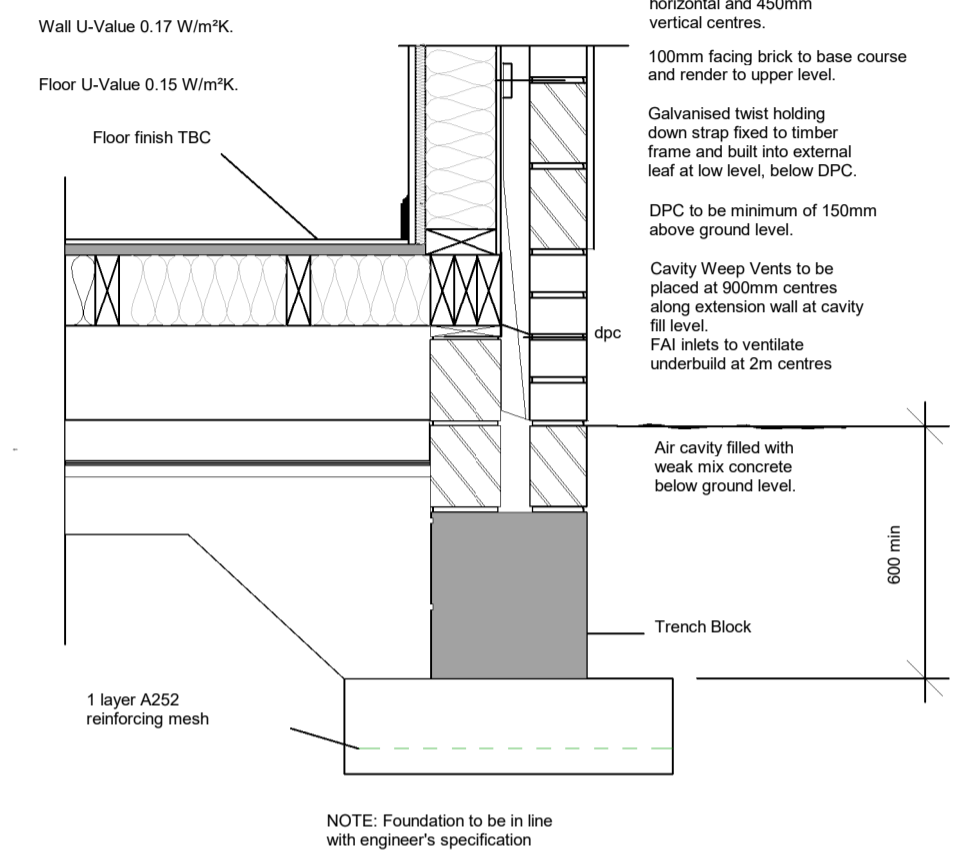 Wall U-Value 0.17 W/m²K.
Floor U-Value 0.15 W/m²K.
Floor finish TBC
horizontal and 450mm
vertical centres.
100mm facing brick to base course
and render to upper level.
Galvanised twist holding
down strap fixed to timber
frame and built into external
leaf at low level, below DPC.
DPC to be minimum of 150mm
above ground level.
Cavity Weep Vents to be
placed at 900mm centres
along extension wall at cavity
fill level.
FAI inlets to ventilate
underbuild at 2m centres
dpc
Air cavity filled with
weak mix concrete
below ground level.
600 min
Trench Block
1 layer A252
reinforcing mesh
NOTE: Foundation to be in line
with engineer's specification